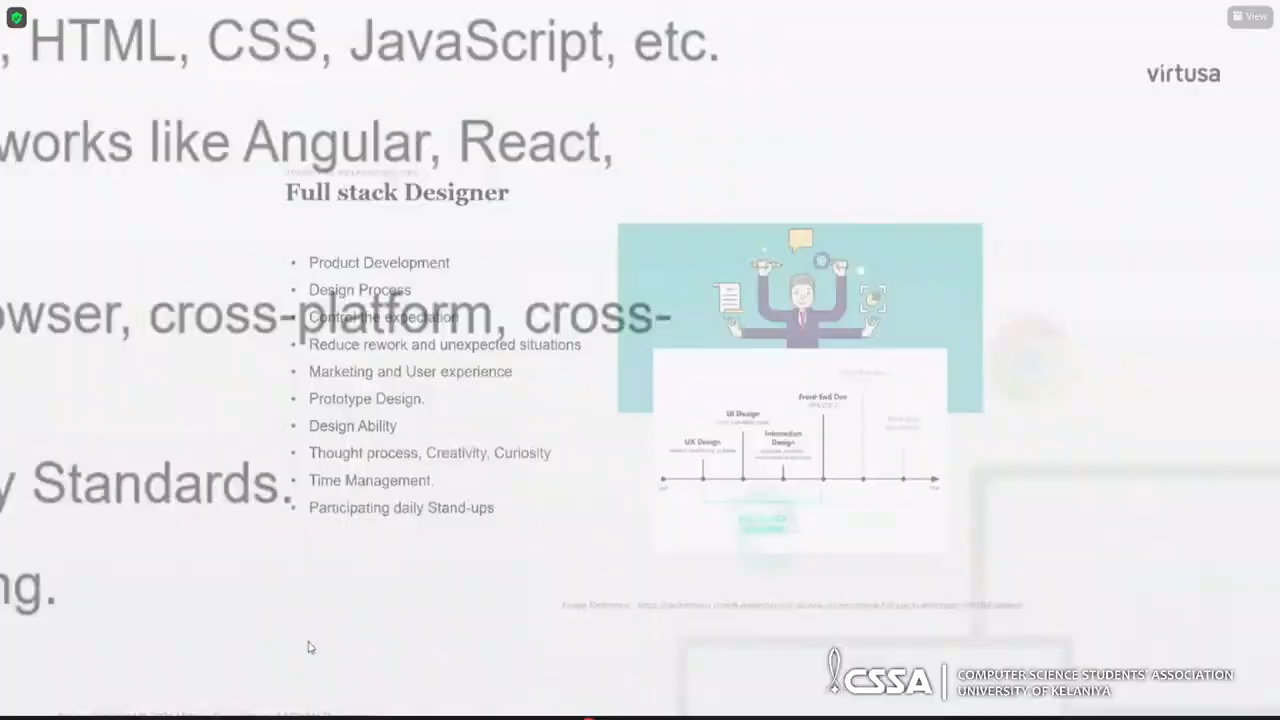 View
, HTML, CSS, JavaScript, etc.
virtusa
works like Angular, React,
Full stack Designer
• Product Development
• Design Process
owser, cross-platform, cross-
• Control the expectation
• Reduce rework and unexpected situations
• Marketing and User experience
• Prototype Design.
• Design Ability
• Thought process, Creativity, Curiosity
y Standards.
• Time Management.
• Participating daily Stand-ups
ng.
Front-End Dev
UI Design
Interaction
Design
UX Design
CSSA
COMPUTER SCIENCE STUDENTS' ASSOCIATION
UNIVERSITY OF KELANIYA